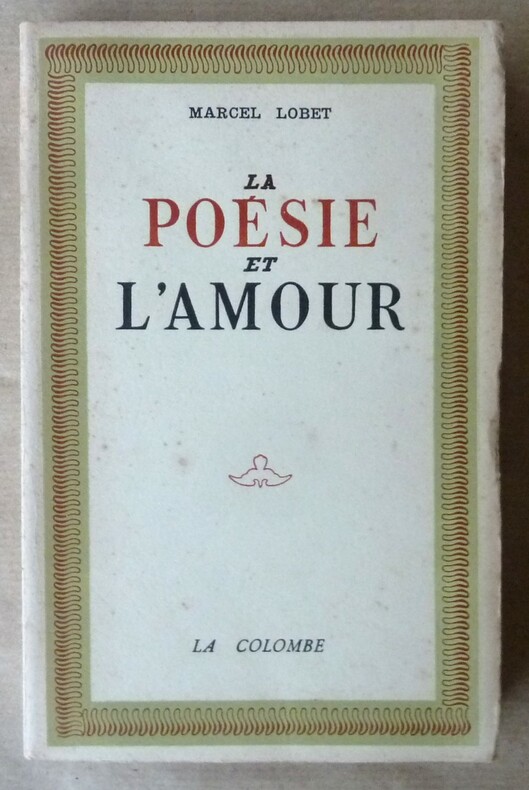 MARCEL LOBET
LA
POÉSIE
ET
L'AMOUR
LA COLOMBE